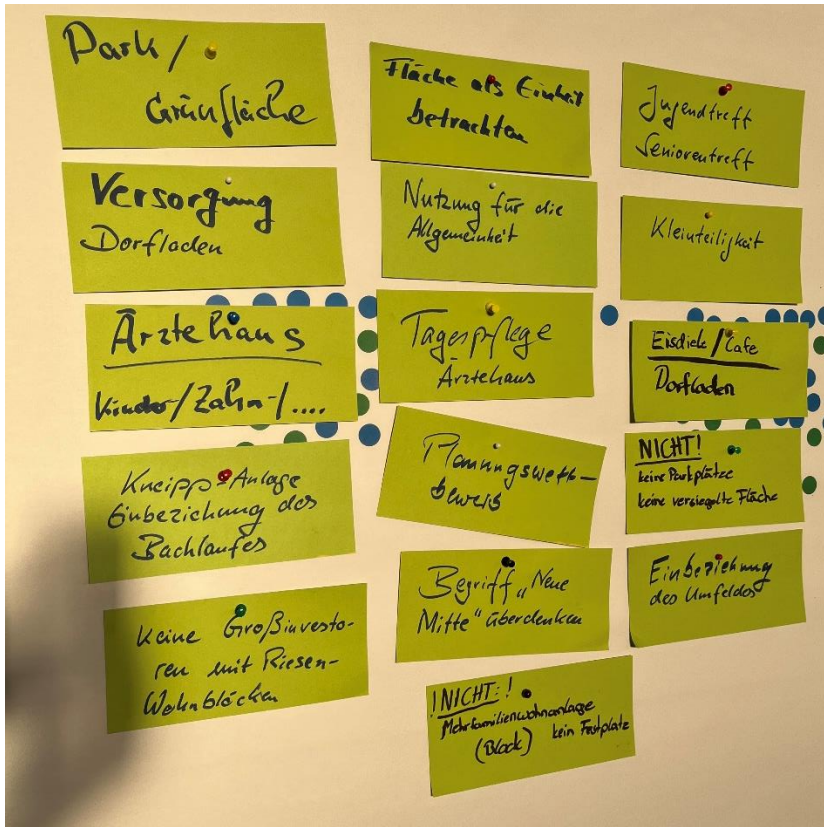 Park /
Grünfläche
Versorgung
Dorfladen
Ärztehaus
Kinder/Zahn-/....
Kneipp-Anlage
Einbeziehung des
Bachlaufes
Keine Großinvesto-
ren mit Riesen-
Wohnblöcken
Fläche als Einheit
betrachten
Nutzung für die
Allgemeinheit
Tagespflege
Ärztehaus
Planungswett-
bewerb
Begriff „Neue
Mitte" überdenken
!NICHT:!
Mehrfamilienwohnanlage
(Block) kein Festplatz
Jugendtreff
Seniorentreff
Kleinteiligkeit
Eisdiele/Cafe
Dorfladen
NICHT!
keine Parkplätze
keine versiegelte Fläche
Einbeziehung
des Umfeldes